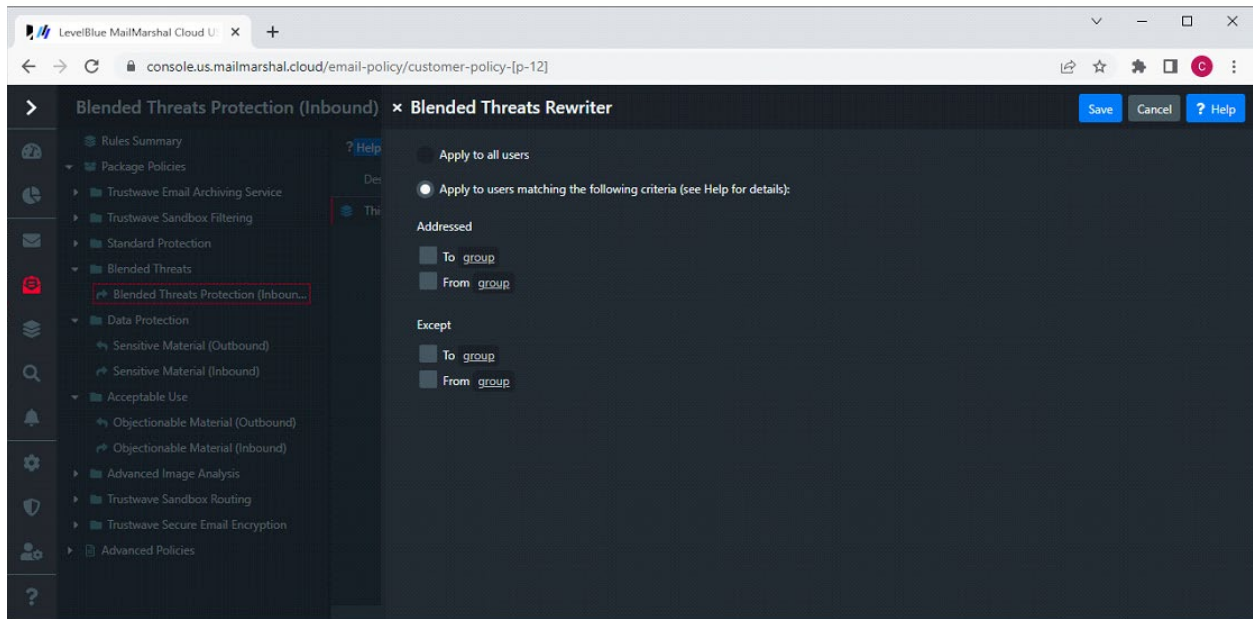 LevelBlue MailMarshal Cloud U
console.us.mailmarshal.cloud/email-policy/customer-policy-[p-12]
C
Blended Threats Protection (Inbound)
Blended Threats Rewriter
Save
Cancel
? Help
Rules Summary
Package Policies
Trustwave Email Archiving Service
Trustwave Sandbox Filtering
Standard Protection
Blended Threats
Blended Threats Protection (Inboun...
Data Protection
Sensitive Material (Outbound)
Sensitive Material (Inbound)
Acceptable Use
Objectionable Material (Outbound)
Objectionable Material (Inbound)
Advanced Image Analysis
Trustwave Sandbox Routing
Trustwave Secure Email Encryption
Advanced Policies
? Help
Des
Thi
Apply to all users
Apply to users matching the following criteria (see Help for details):
Addressed
To group
From group
Except
To group
From group